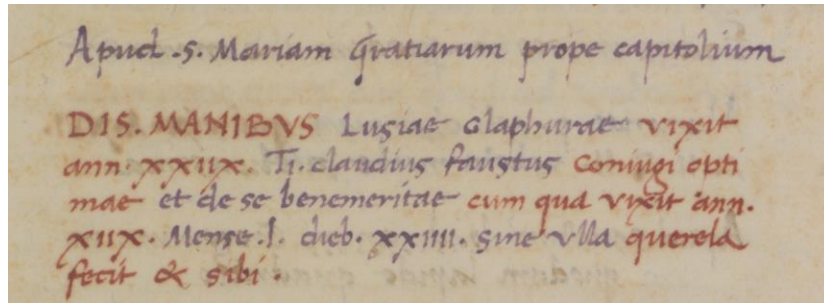 Apud .S. Mariam Gratiarum prope capitolium
DIS. MANIBVS Lusiae Glaphurae vixit
ann. xxiix. Ti. claudius faustus Coniugi opti
mae et de se benemeritae cum qua vixit ann.
xiix. Mense .I. dieb. xxiiii. sine vlla querela
fecit & sibi.